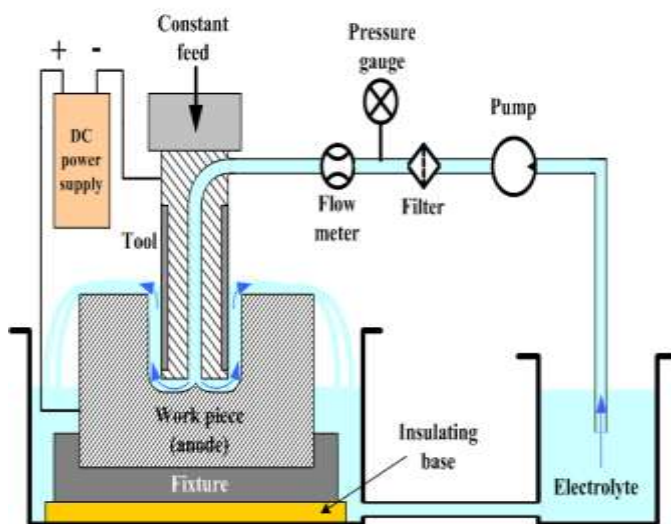 Constant
feed
Pressure
gauge
+ -
Pump
DC
power
supply
Flow
meter
Filter
Tool
Work piece
(anode)
Insulating
base
Fixture
Electrolyte